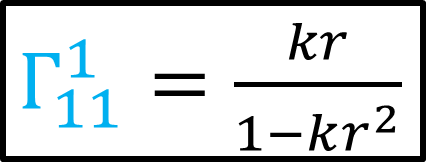 Γ¹₁₁ = kr / (1−kr²)